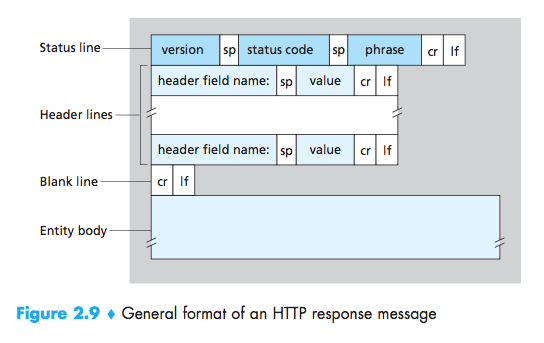 Status line version sp status code sp phrase cr lf
header field name: sp value cr lf
Header lines
header field name: sp value cr lf
Blank line cr lf
Entity body
Figure 2.9 ♦ General format of an HTTP response message